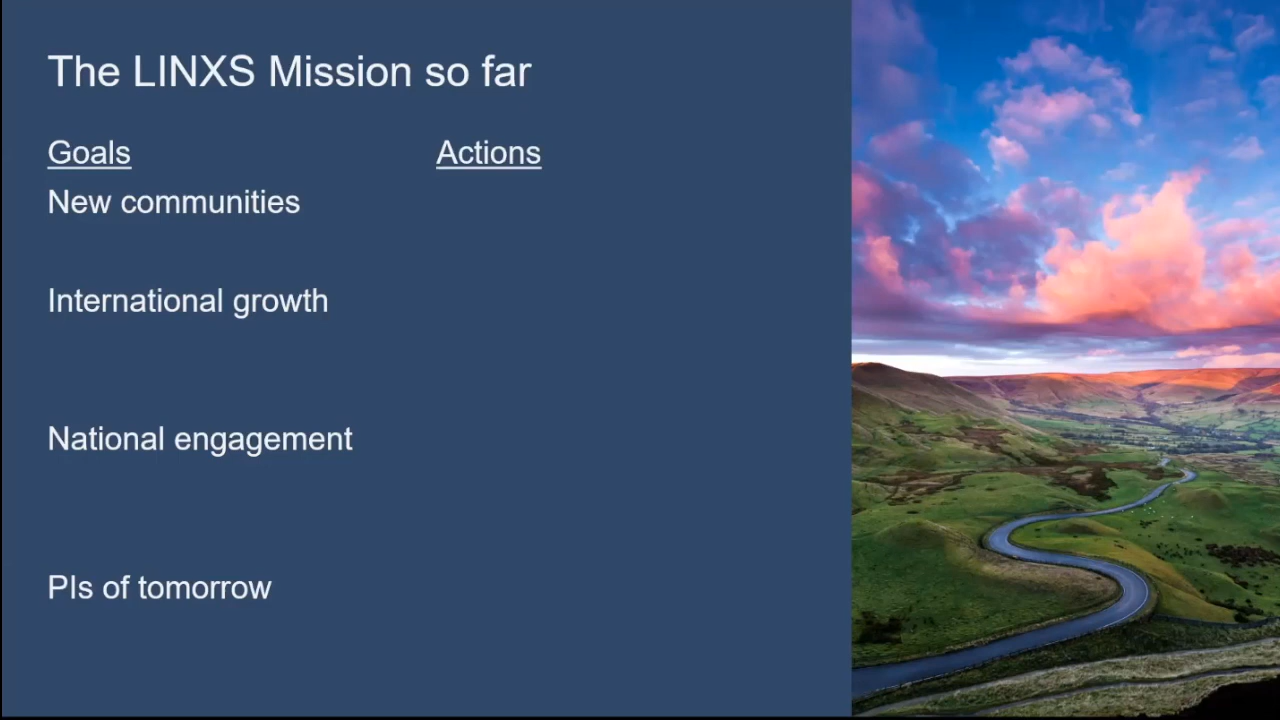 The LINXS Mission so far
Goals
Actions
New communities
International growth
National engagement
PIs of tomorrow